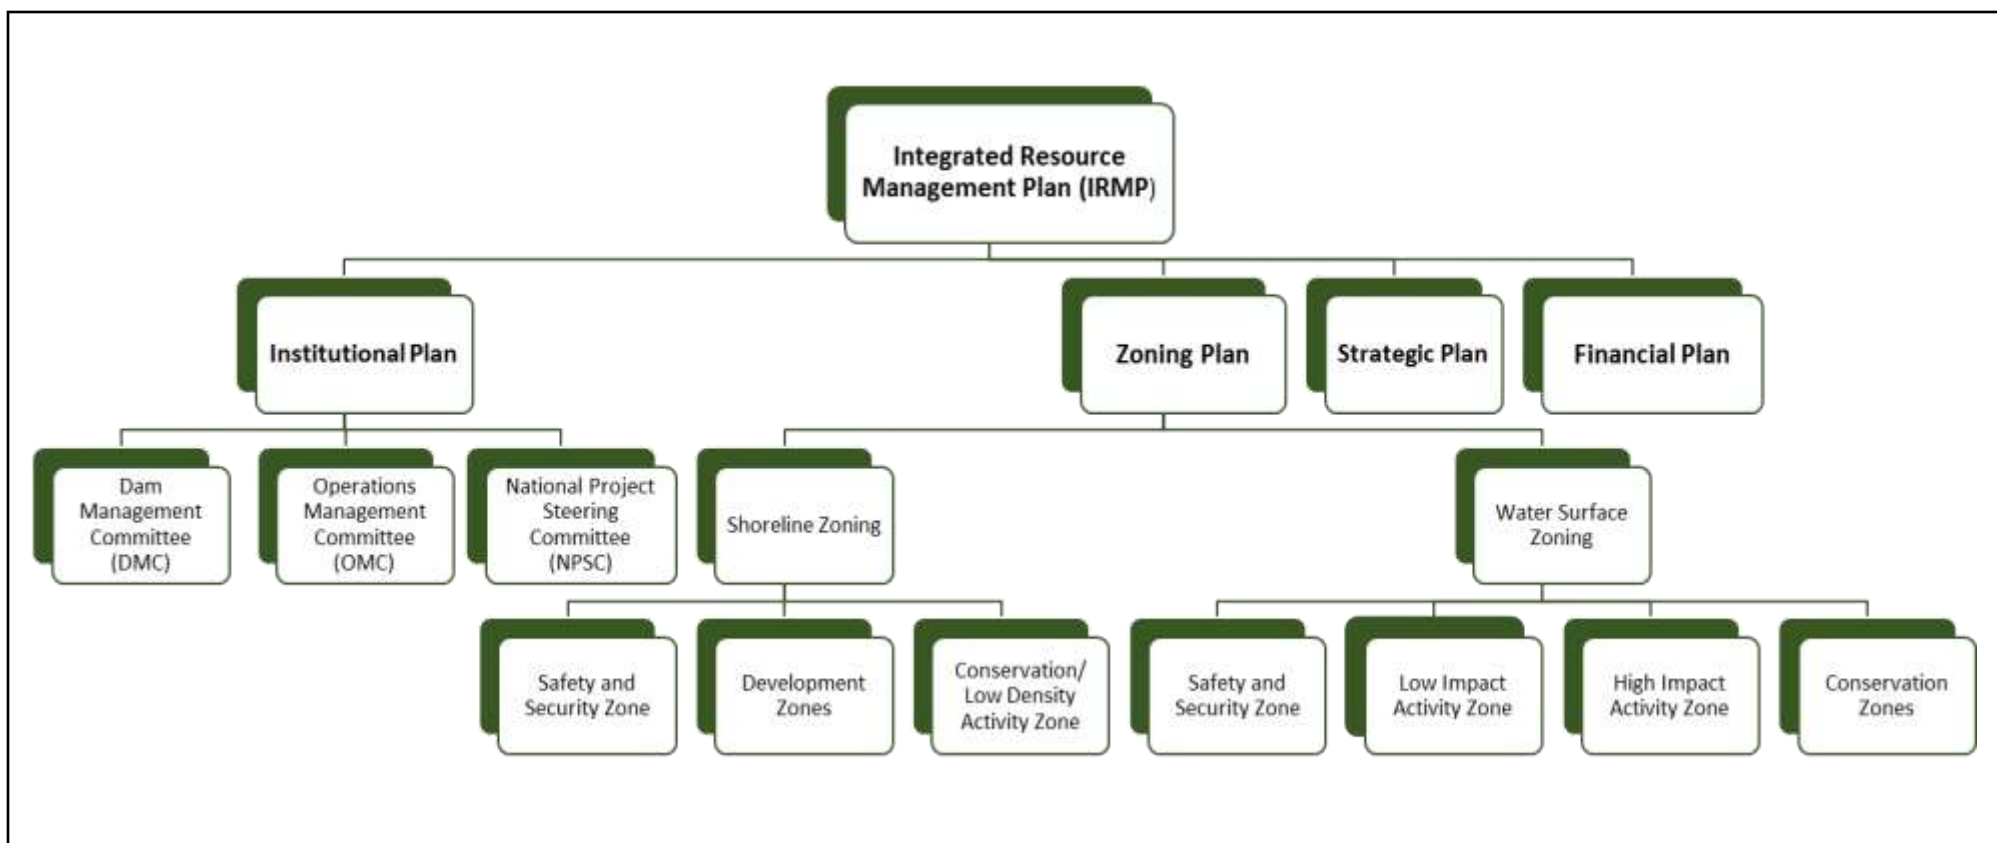 Integrated Resource
Management Plan (IRMP)
Institutional Plan
Zoning Plan
Strategic Plan
Financial Plan
Dam
Management
Committee
(DMC)
Operations
Management
Committee
(OMC)
National Project
Steering
Committee
(NPSC)
Shoreline Zoning
Water Surface
Zoning
Safety and
Security Zone
Development
Zones
Conservation/
Low Density
Activity Zone
Safety and
Security Zone
Low Impact
Activity Zone
High Impact
Activity Zone
Conservation
Zones